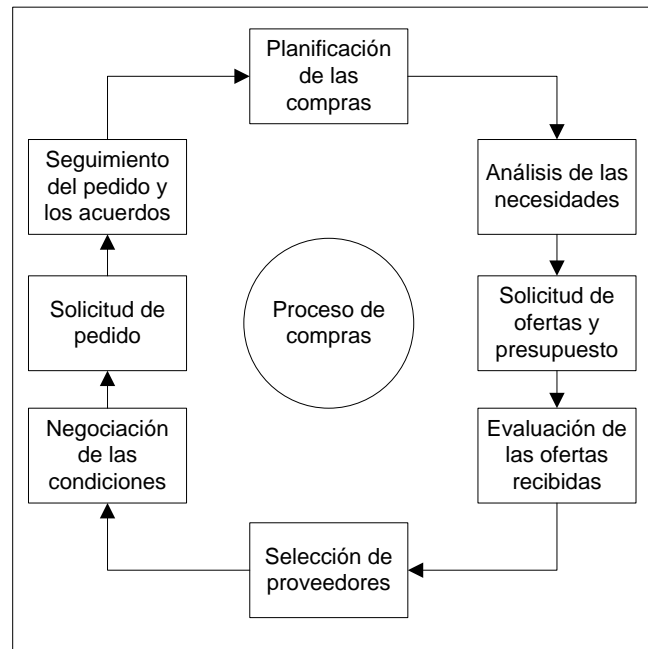 Planificación
de las
compras
Análisis de las
necesidades
Solicitud de
ofertas y
presupuesto
Evaluación de
las ofertas
recibidas
Selección de
proveedores
Negociación
de las
condiciones
Solicitud de
pedido
Seguimiento
del pedido y
los acuerdos
Proceso de
compras